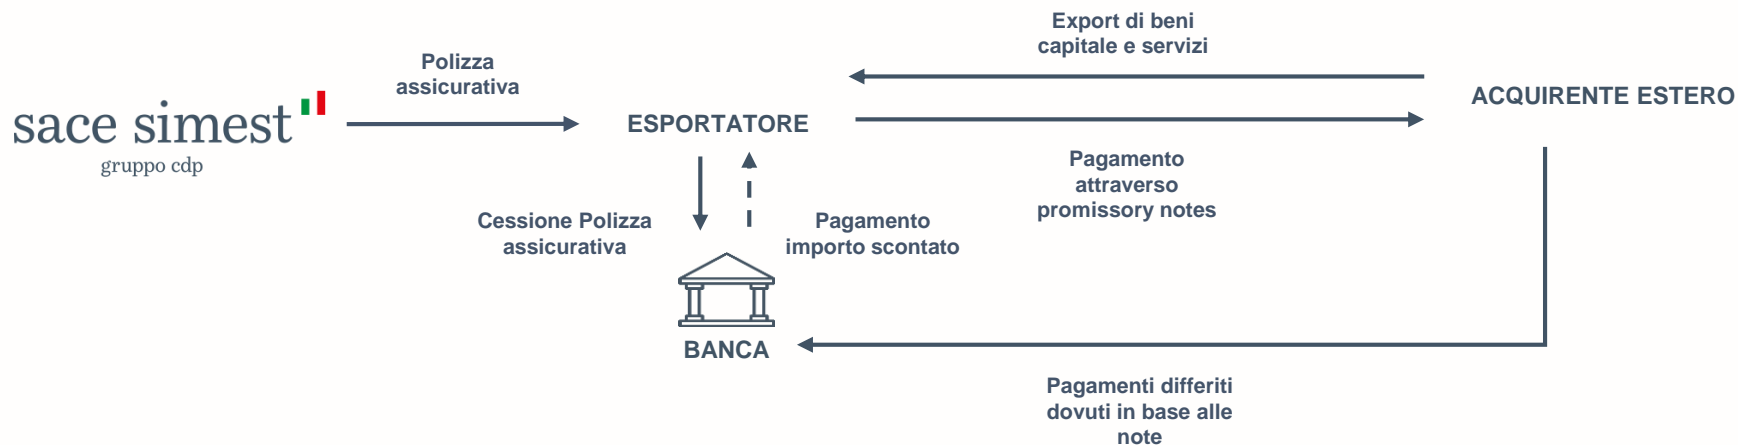 Export di beni
capitale e servizi
Polizza
assicurativa
sace simest
gruppo cdp
ESPORTATORE
ACQUIRENTE ESTERO
Pagamento
attraverso
promissory notes
Cessione Polizza
assicurativa
Pagamento
importo scontato
BANCA
Pagamenti differiti
dovuti in base alle
note